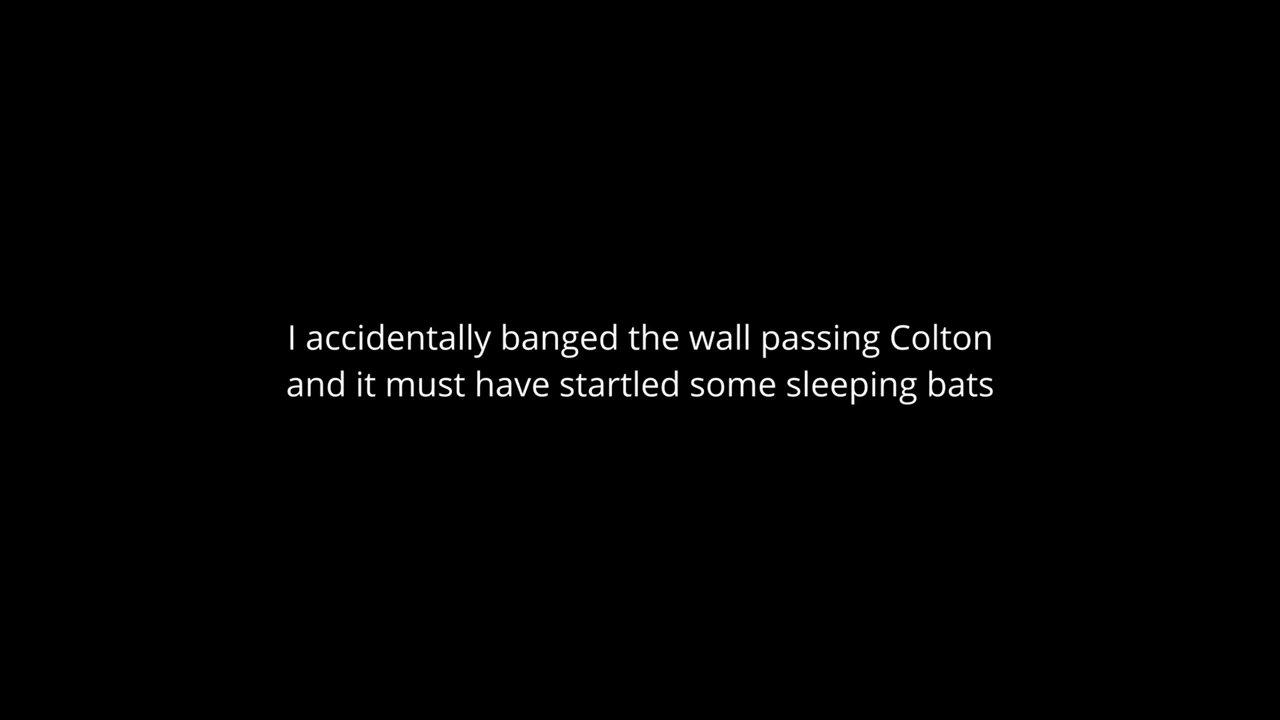 I accidentally banged the wall passing Colton
and it must have startled some sleeping bats